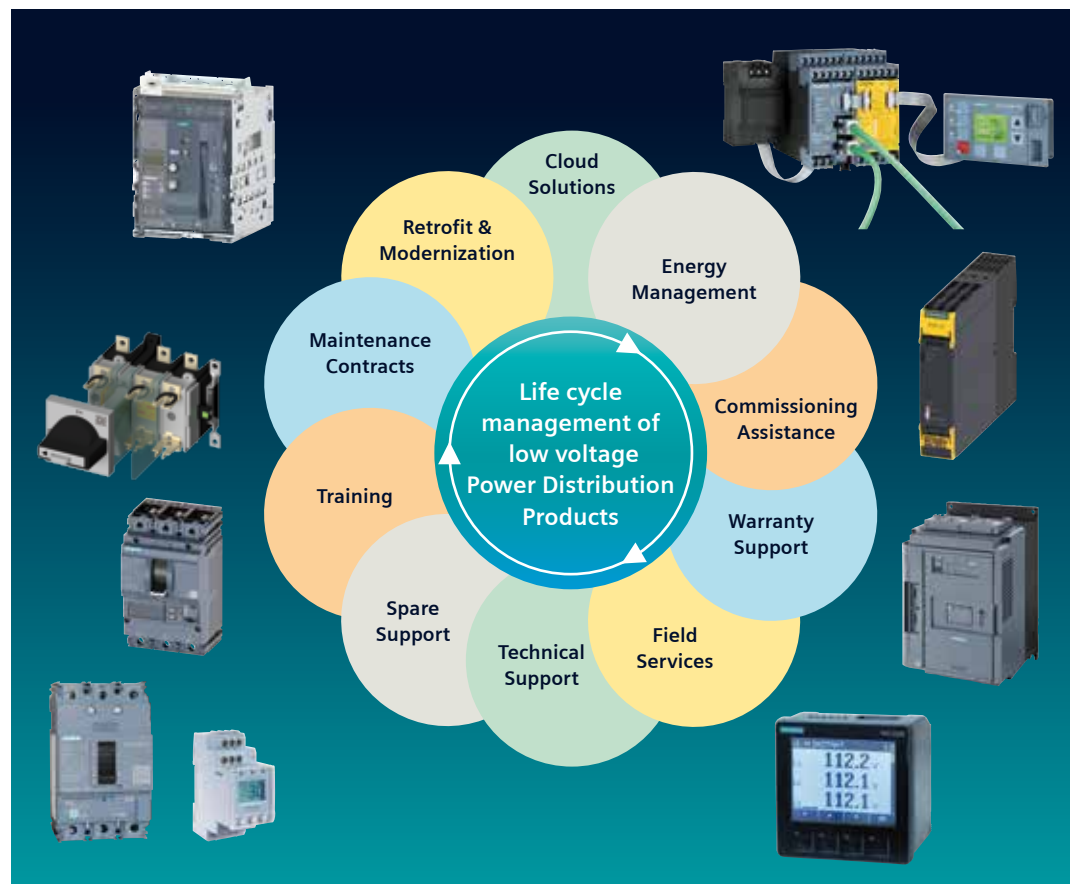 Cloud
Solutions
Retrofit &
Modernization
Energy
Management
Maintenance
Contracts
Life cycle
management of
low voltage
Power Distribution
Products
Commissioning
Assistance
Training
Warranty
Support
Spare
Support
Technical
Support
Field
Services
112.2
112.1
112.1